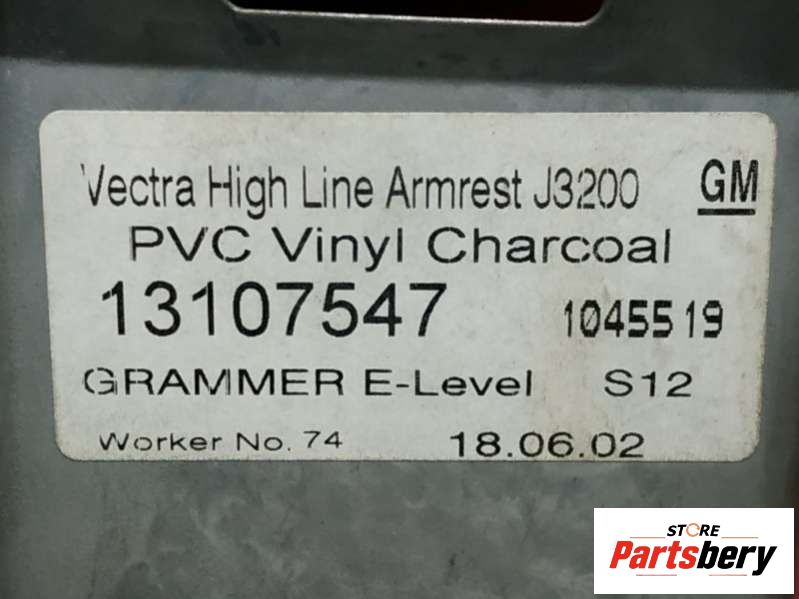 Vectra High Line Armrest J3200 GM
PVC Vinyl Charcoal
13107547 1045519
GRAMMER E-Level S12
Worker No. 74 18.06.02
STORE
Partsbery